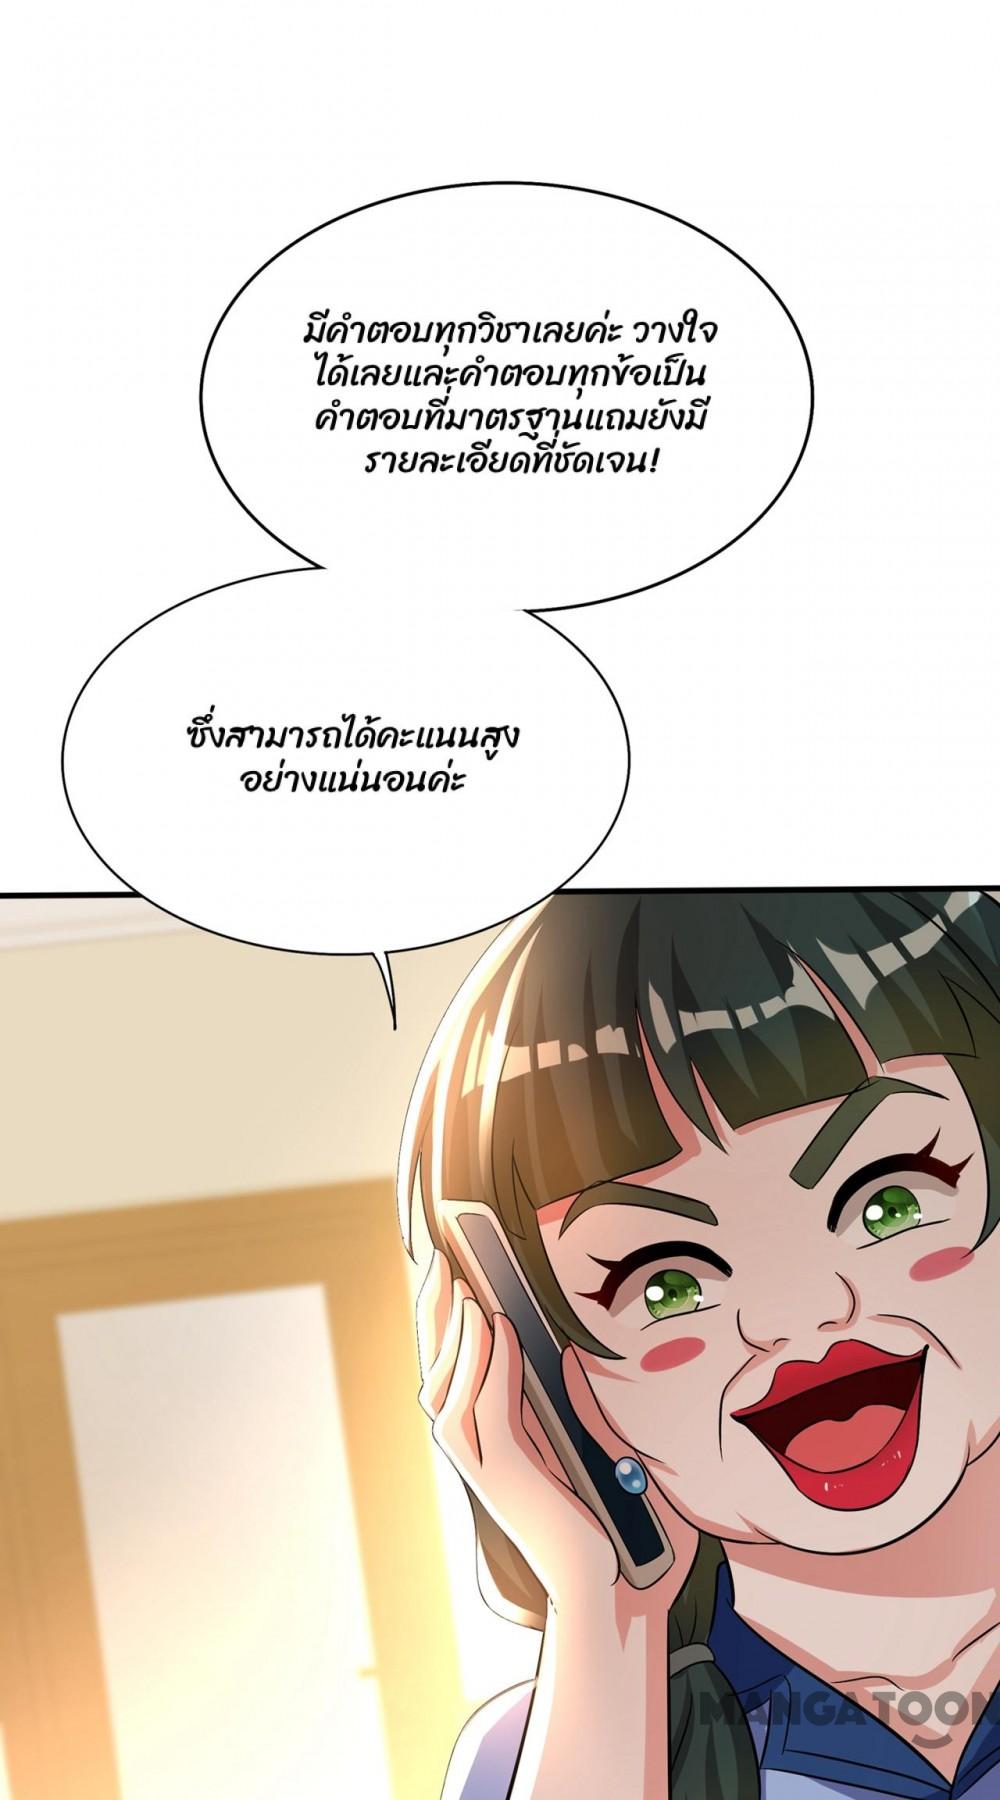 มีคำตอบทุกวิชาเลยค่ะ วางใจ
ได้เลยและคำตอบทุกข้อเป็น
คำตอบที่มาตรฐานแถมยังมี
รายละเอียดที่ชัดเจน!
ซึ่งสามารถได้คะแนนสูง
อย่างแน่นอนค่ะ
MANGATOON